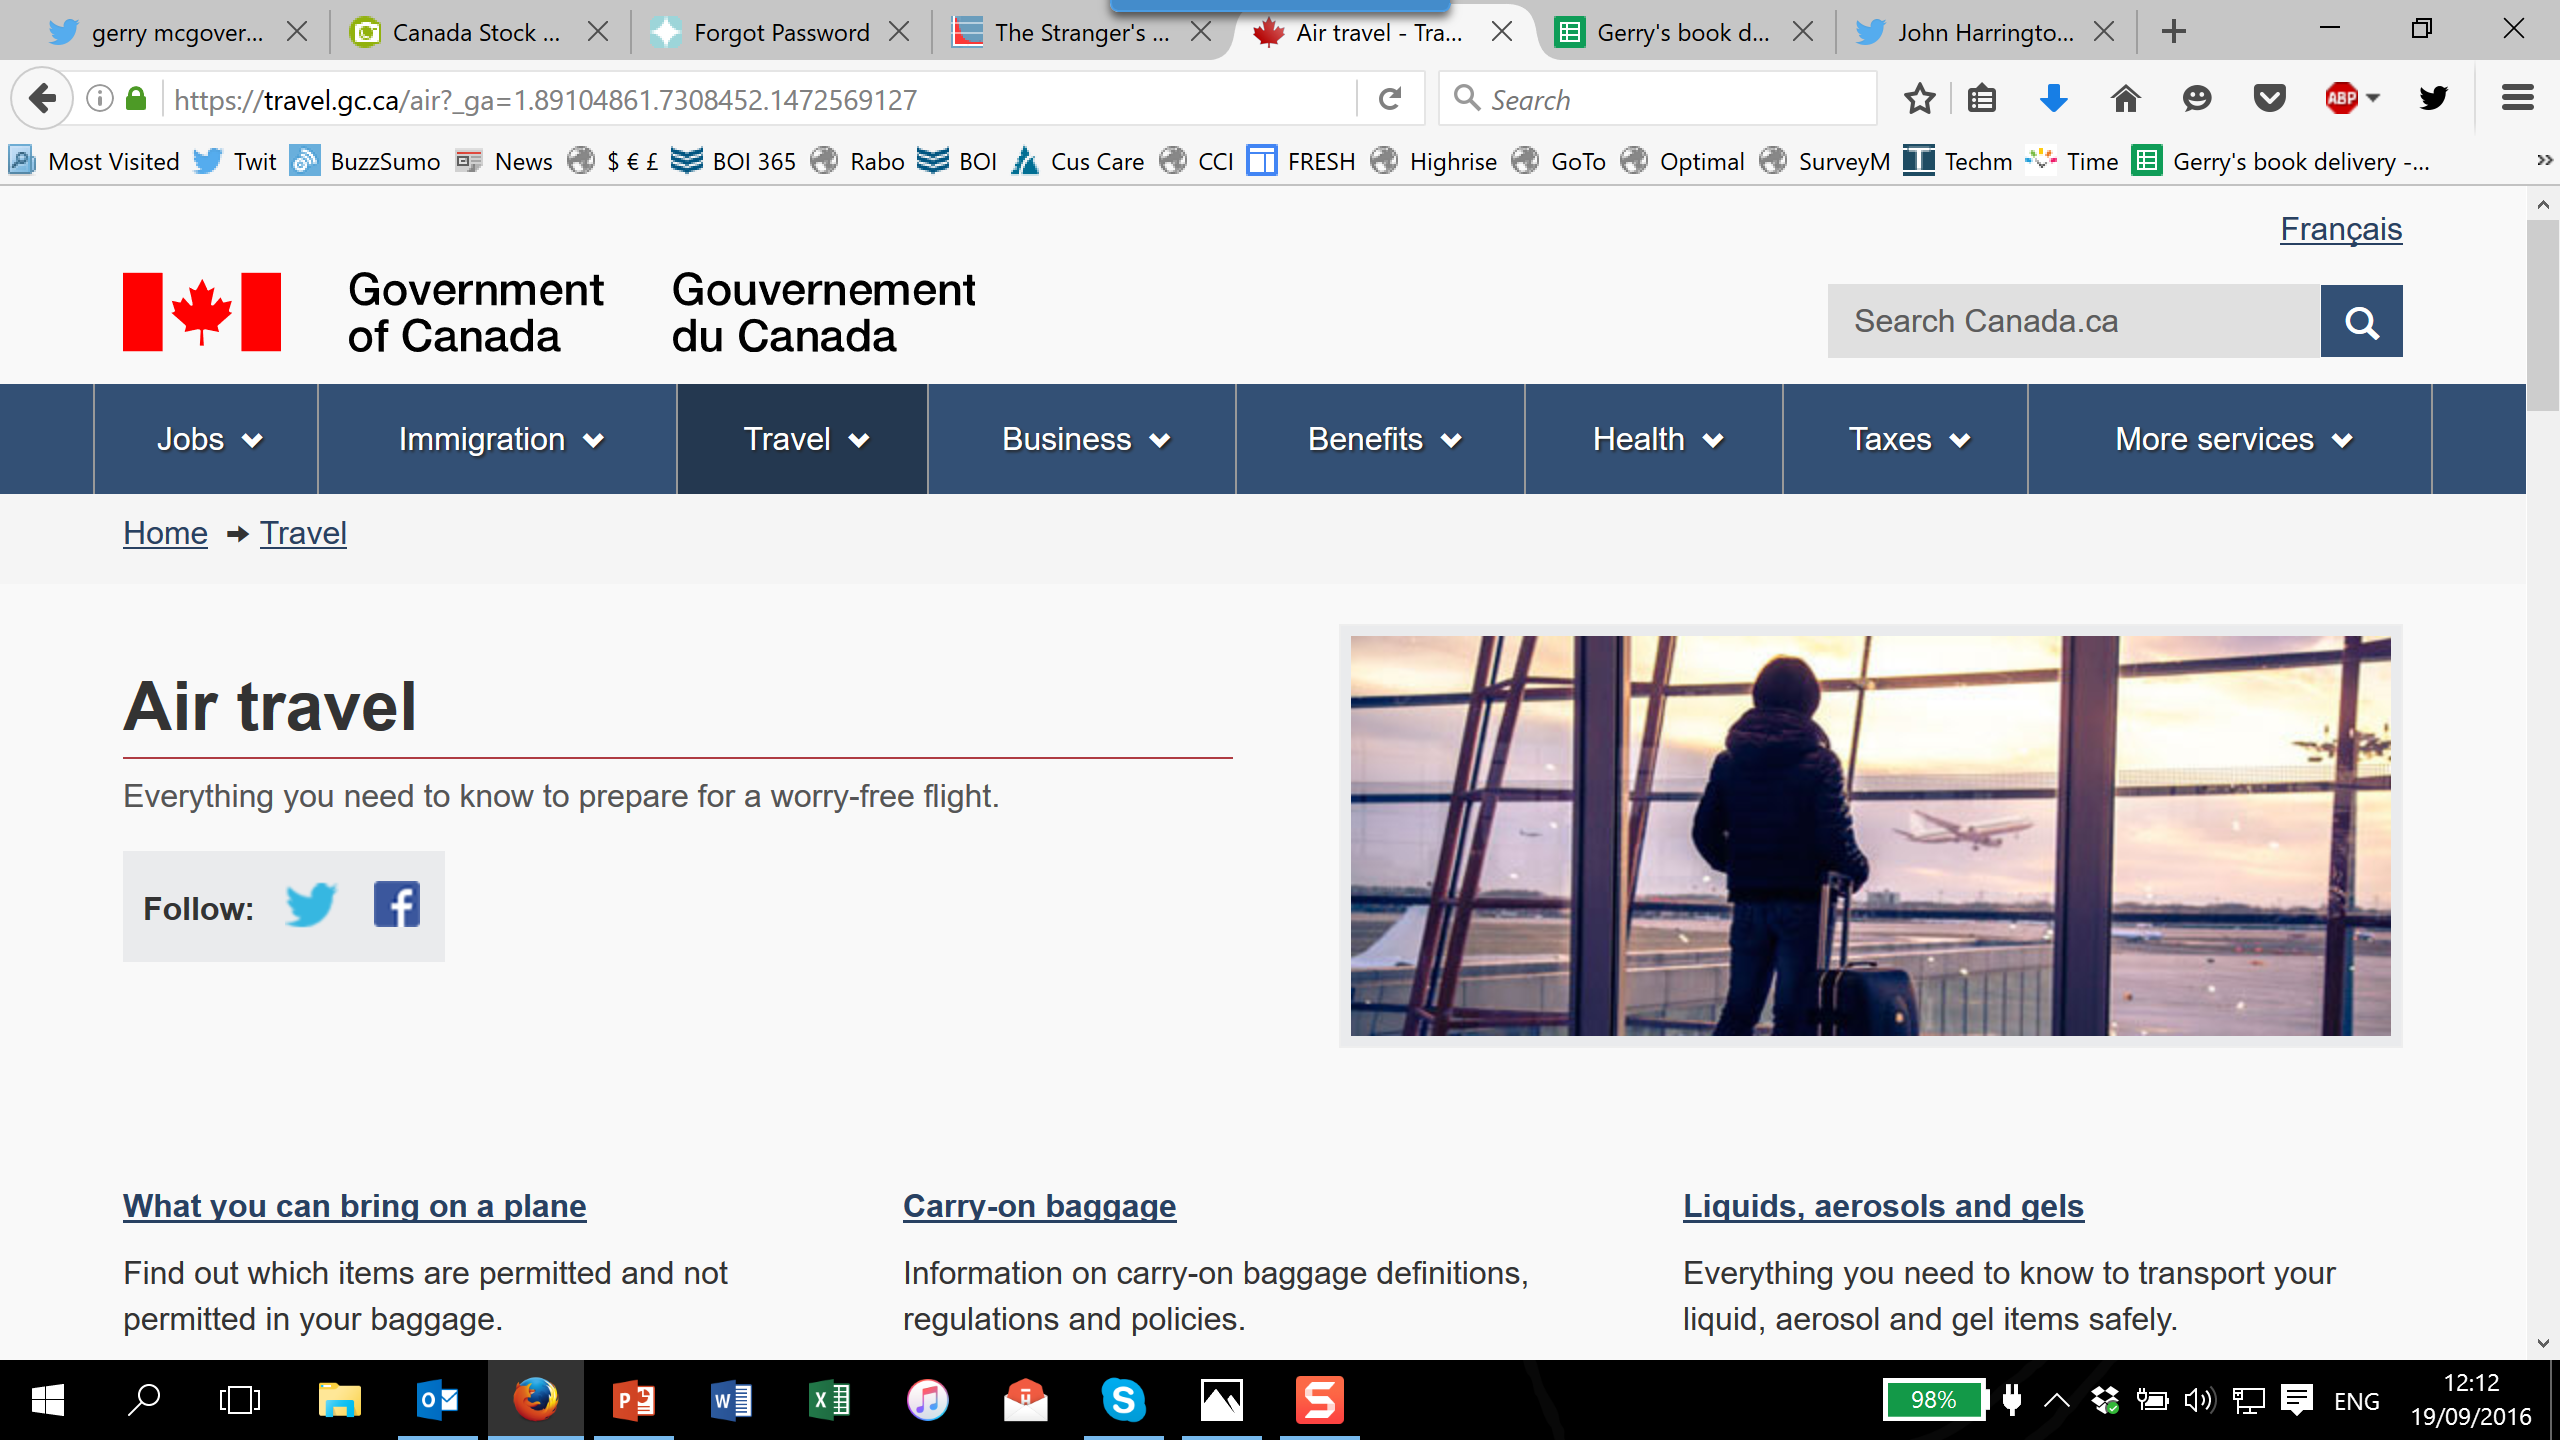 gerry mcgover...
Canada Stock ...
Forgot Password
The Stranger's ...
Air travel - Tra...
Gerry's book d...
John Harringto...
https://travel.gc.ca/air?_ga=1.89104861.7308452.1472569127
Search
ABP
Most Visited
Twit
BuzzSumo
News
$ € £
BOI 365
Rabo
BOI
Cus Care
CCI
FRESH
Highrise
GoTo
Optimal
SurveyM
Techm
Time
Gerry's book delivery -...
Français
Government
of Canada
Gouvernement
du Canada
Search Canada.ca
Jobs
Immigration
Travel
Business
Benefits
Health
Taxes
More services
Home
Travel
Air travel
Everything you need to know to prepare for a worry-free flight.
Follow:
What you can bring on a plane
Find out which items are permitted and not
permitted in your baggage.
Carry-on baggage
Information on carry-on baggage definitions,
regulations and policies.
Liquids, aerosols and gels
Everything you need to know to transport your
liquid, aerosol and gel items safely.
98%
ENG
12:12
19/09/2016